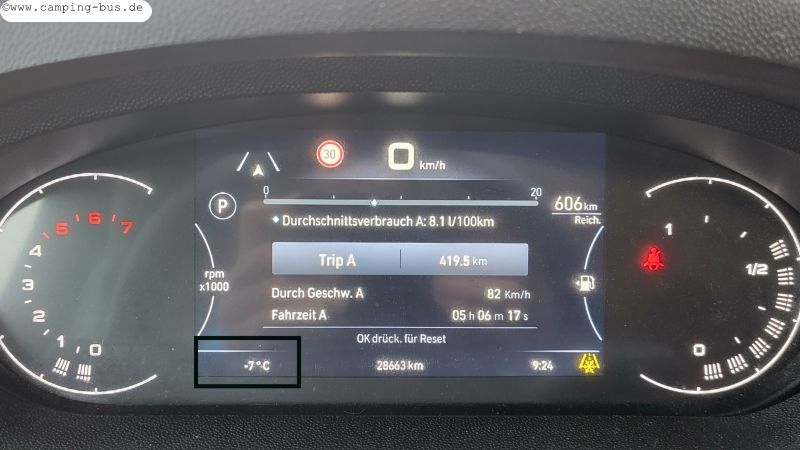 ©www.camping-bus.de
30
0
km/h
0
20
P
606 km
Reich.
Durchschnittsverbrauch A: 8.1 l/100km
Trip A
419.5 km
Durch Geschw. A
82 Km/h
Fahrzeit A
05 h 06 m 17 s
OK drück. für Reset
-7°C
28663 km
9:24
rpm
x1000
7
6
5
4
3
2
1
0
1
1/2
0